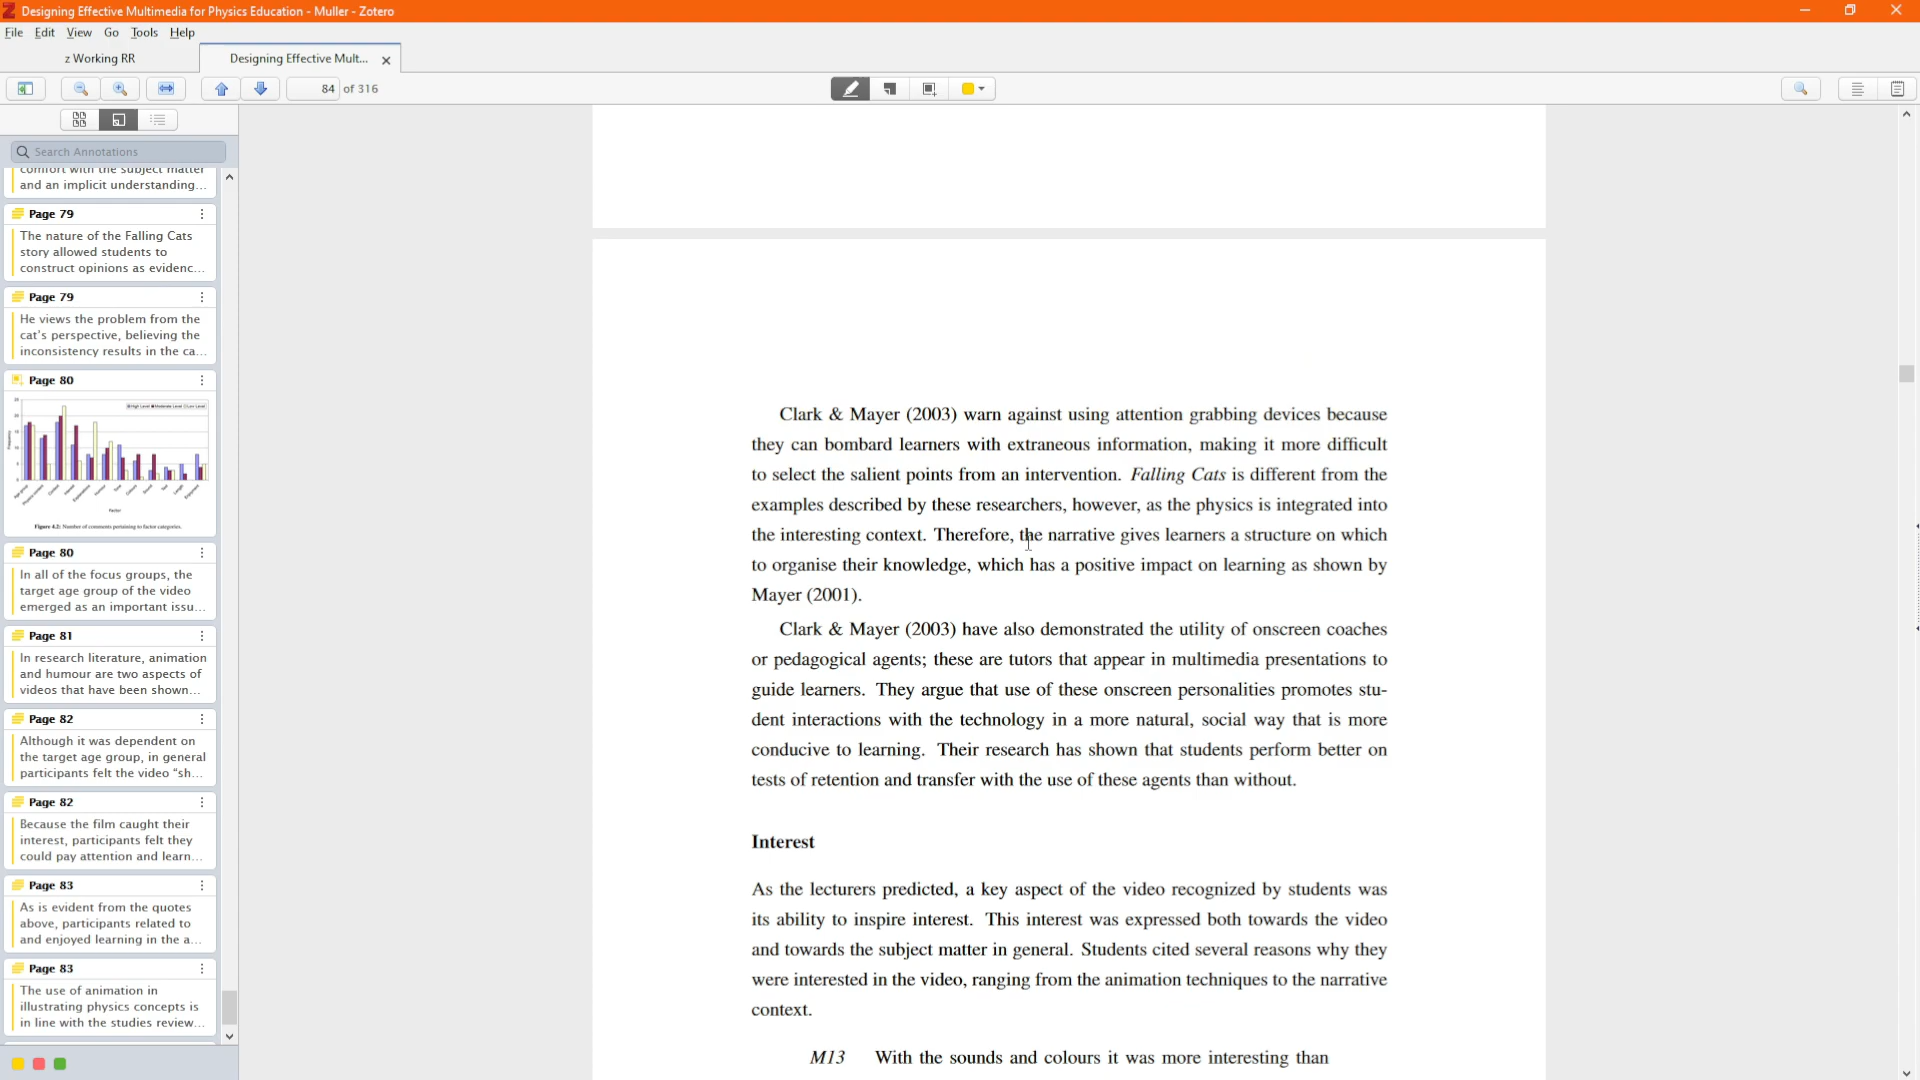 Designing Effective Multimedia for Physics Education - Muller - Zotero
File Edit View Go Tools Help
z Working RR
Designing Effective Mult...
84 of 316
Search Annotations
comfort with the subject matter
and an implicit understanding...
Page 79
The nature of the Falling Cats
story allowed students to
construct opinions as evidenc...
Page 79
He views the problem from the
cat's perspective, believing the
inconsistency results in the ca...
Page 80
High Level Moderate Level Low Level
Frequency
Factor
Figure 4.2: Number of comments pertaining to factor categories.
Page 80
In all of the focus groups, the
target age group of the video
emerged as an important issu...
Page 81
In research literature, animation
and humour are two aspects of
videos that have been shown...
Page 82
Although it was dependent on
the target age group, in general
participants felt the video "sh...
Page 82
Because the film caught their
interest, participants felt they
could pay attention and learn...
Page 83
As is evident from the quotes
above, participants related to
and enjoyed learning in the a...
Page 83
The use of animation in
illustrating physics concepts is
in line with the studies review...
Clark & Mayer (2003) warn against using attention grabbing devices because
they can bombard learners with extraneous information, making it more difficult
to select the salient points from an intervention. Falling Cats is different from the
examples described by these researchers, however, as the physics is integrated into
the interesting context. Therefore, the narrative gives learners a structure on which
to organise their knowledge, which has a positive impact on learning as shown by
Mayer (2001).
Clark & Mayer (2003) have also demonstrated the utility of onscreen coaches
or pedagogical agents; these are tutors that appear in multimedia presentations to
guide learners. They argue that use of these onscreen personalities promotes stu-
dent interactions with the technology in a more natural, social way that is more
conducive to learning. Their research has shown that students perform better on
tests of retention and transfer with the use of these agents than without.
Interest
As the lecturers predicted, a key aspect of the video recognized by students was
its ability to inspire interest. This interest was expressed both towards the video
and towards the subject matter in general. Students cited several reasons why they
were interested in the video, ranging from the animation techniques to the narrative
context.
M13 With the sounds and colours it was more interesting than